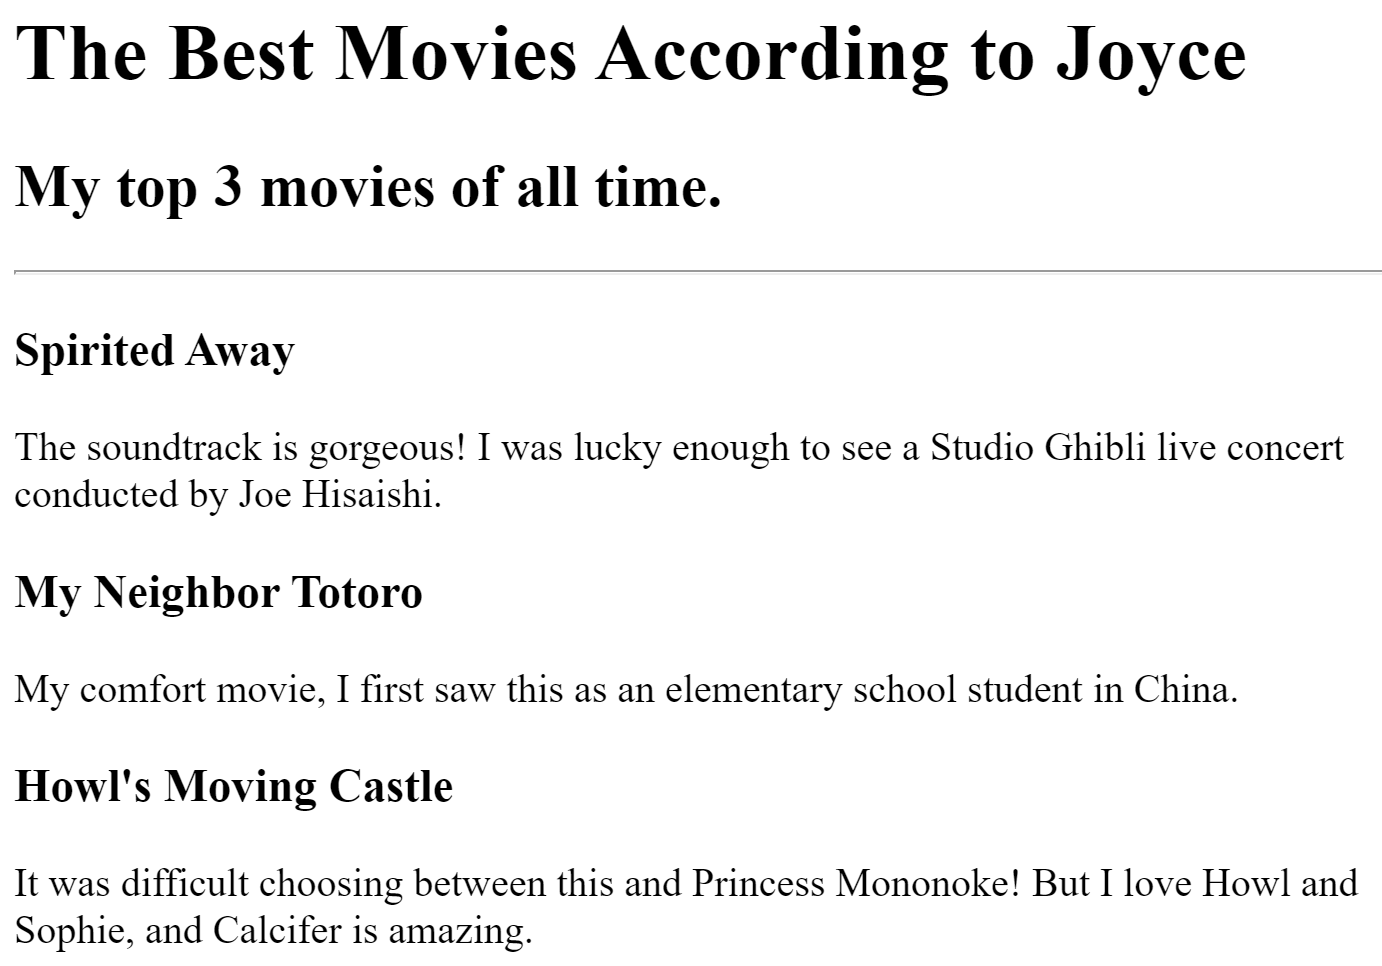 The Best Movies According to Joyce
My top 3 movies of all time.
Spirited Away
The soundtrack is gorgeous! I was lucky enough to see a Studio Ghibli live concert
conducted by Joe Hisaishi.
My Neighbor Totoro
My comfort movie, I first saw this as an elementary school student in China.
Howl's Moving Castle
It was difficult choosing between this and Princess Mononoke! But I love Howl and
Sophie, and Calcifer is amazing.